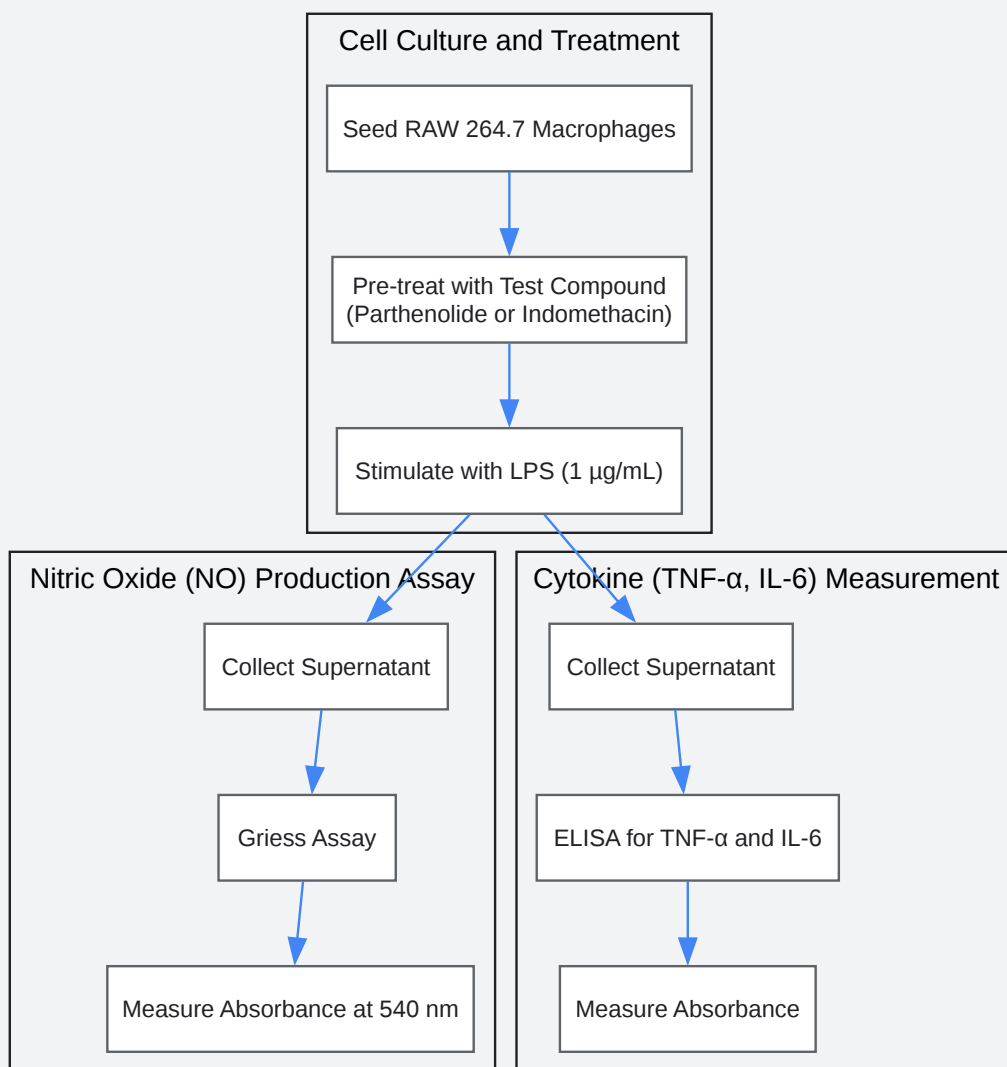 Cell Culture and Treatment
Seed RAW 264.7 Macrophages
Pre-treat with Test Compound
(Parthenolide or Indomethacin)
Stimulate with LPS (1 µg/mL)
Nitric Oxide (NO) Production Assay
Collect Supernatant
Griess Assay
Measure Absorbance at 540 nm
Cytokine (TNF-α, IL-6) Measurement
Collect Supernatant
ELISA for TNF-α and IL-6
Measure Absorbance